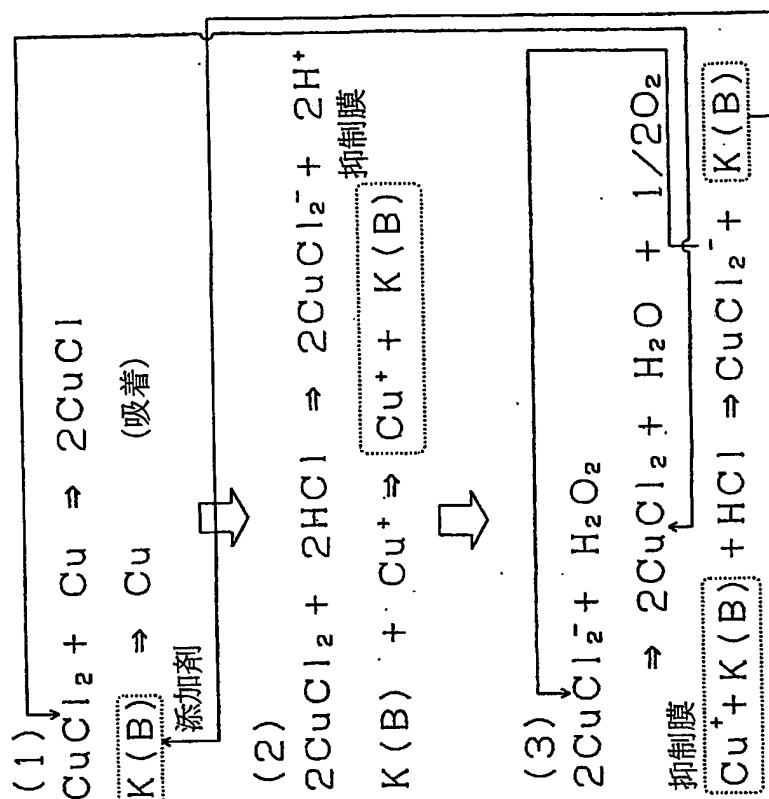 (1)
CuCl₂ + Cu ⇒ 2CuCl
K(B) ⇒ Cu (吸着)
添加剤
(2)
2CuCl₂ + 2HCl ⇒ 2CuCl₂⁻ + 2H⁺
抑制膜
K(B) + Cu⁺ ⇒ Cu⁺ + K(B)
(3)
2CuCl₂⁻ + H₂O₂
⇒ 2CuCl₂ + H₂O + 1/2O₂
抑制膜
Cu⁺ + K(B) + HCl ⇒ CuCl₂⁻ + K(B)